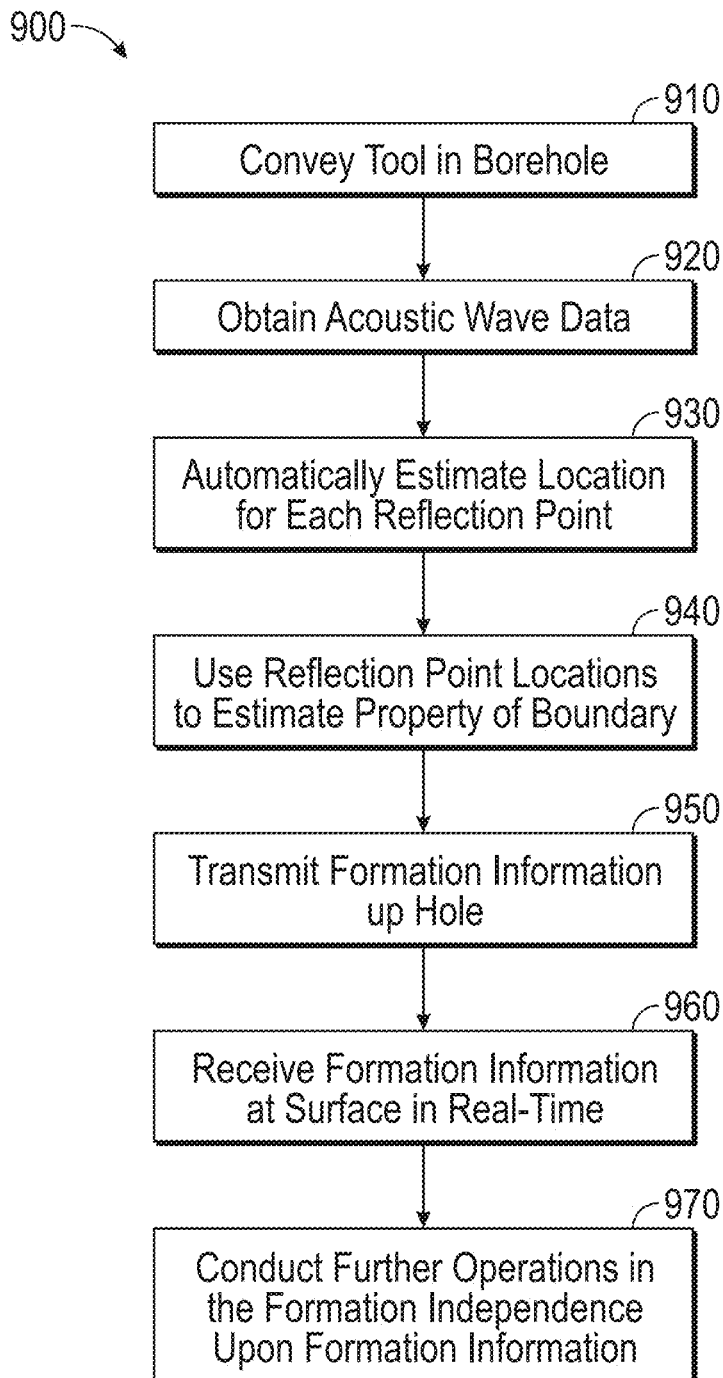 900
910
Convey Tool in Borehole
920
Obtain Acoustic Wave Data
930
Automatically Estimate Location
for Each Reflection Point
940
Use Reflection Point Locations
to Estimate Property of Boundary
950
Transmit Formation Information
up Hole
960
Receive Formation Information
at Surface in Real-Time
970
Conduct Further Operations in
the Formation Independence
Upon Formation Information